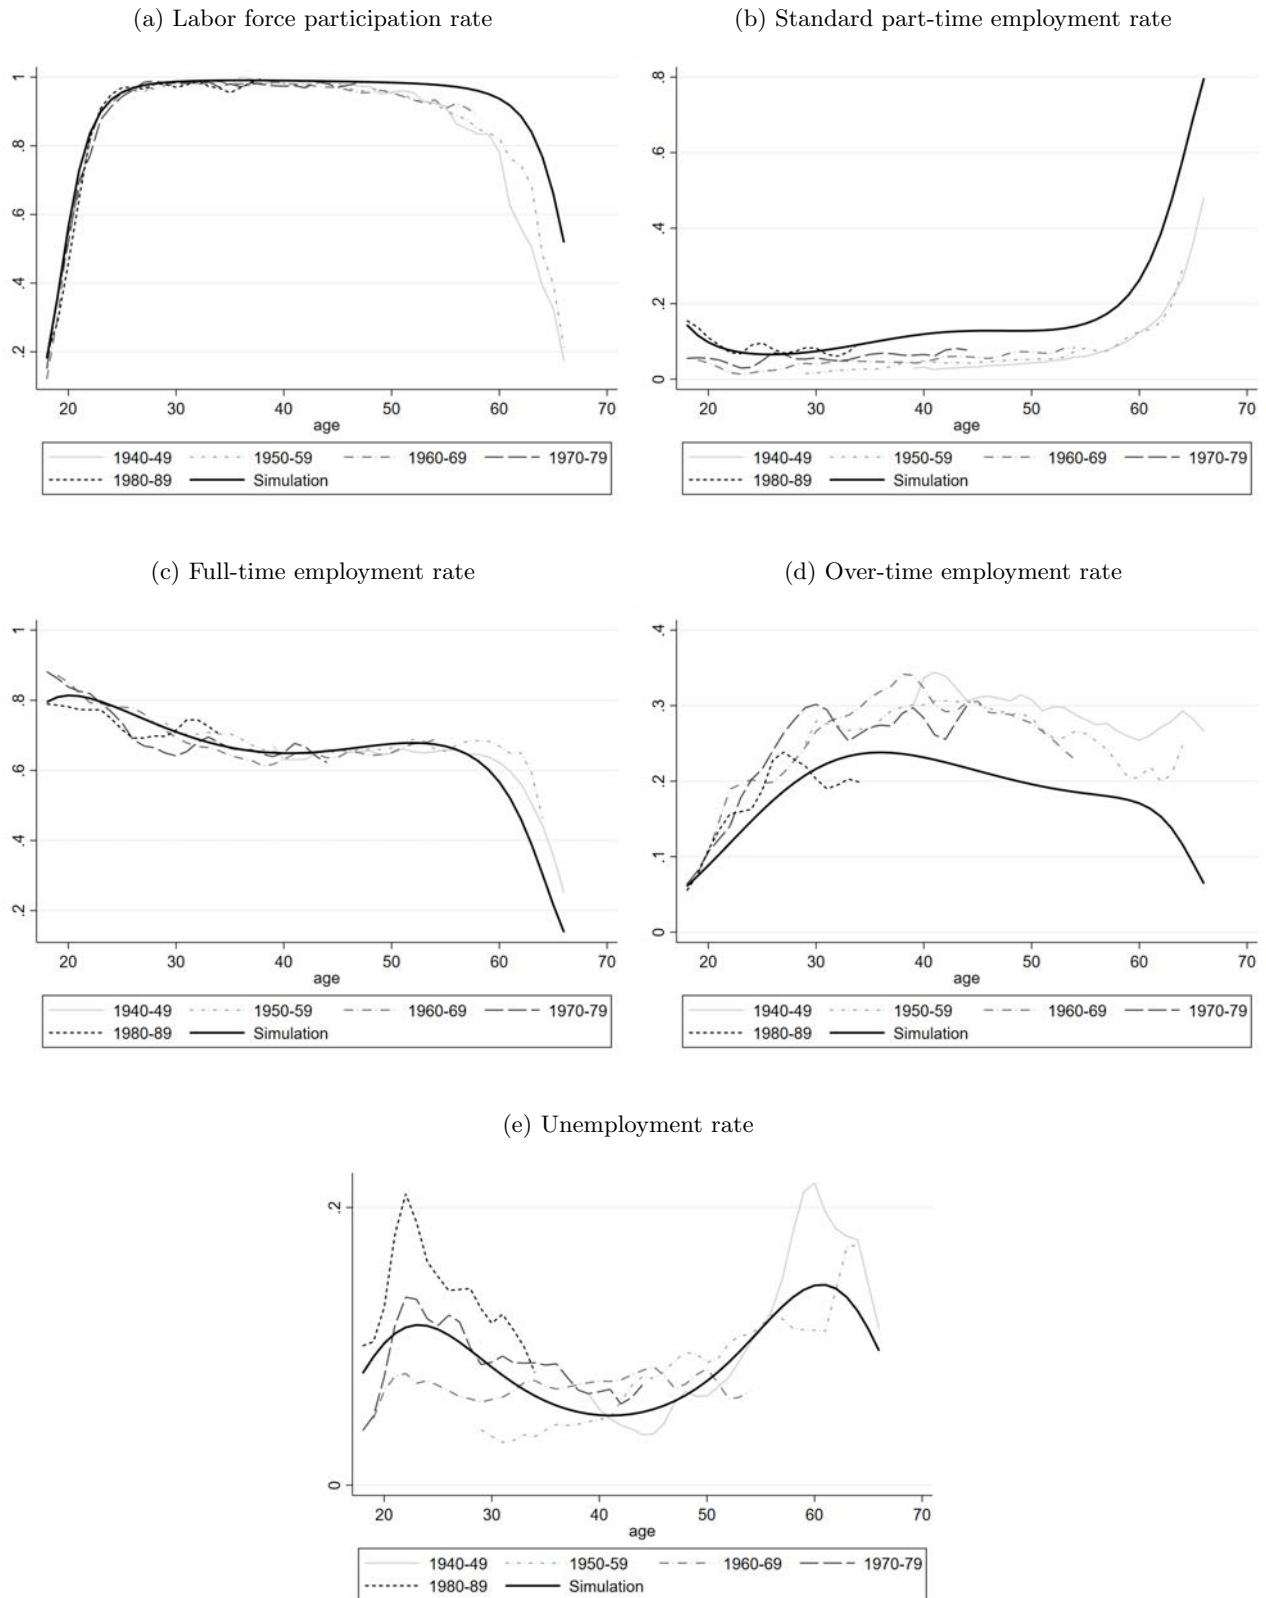 (a) Labor force participation rate
(b) Standard part-time employment rate
1
.8
.6
.4
.2
20 30 40 50 60 70
age
1940-49 1950-59 1960-69 1970-79
1980-89 Simulation
.8
.6
.4
.2
0
20 30 40 50 60 70
age
1940-49 1950-59 1960-69 1970-79
1980-89 Simulation
(c) Full-time employment rate
(d) Over-time employment rate
1
.8
.6
.4
.2
20 30 40 50 60 70
age
1940-49 1950-59 1960-69 1970-79
1980-89 Simulation
.4
.3
.2
.1
0
20 30 40 50 60 70
age
1940-49 1950-59 1960-69 1970-79
1980-89 Simulation
(e) Unemployment rate
.2
0
20 30 40 50 60 70
age
1940-49 1950-59 1960-69 1970-79
1980-89 Simulation